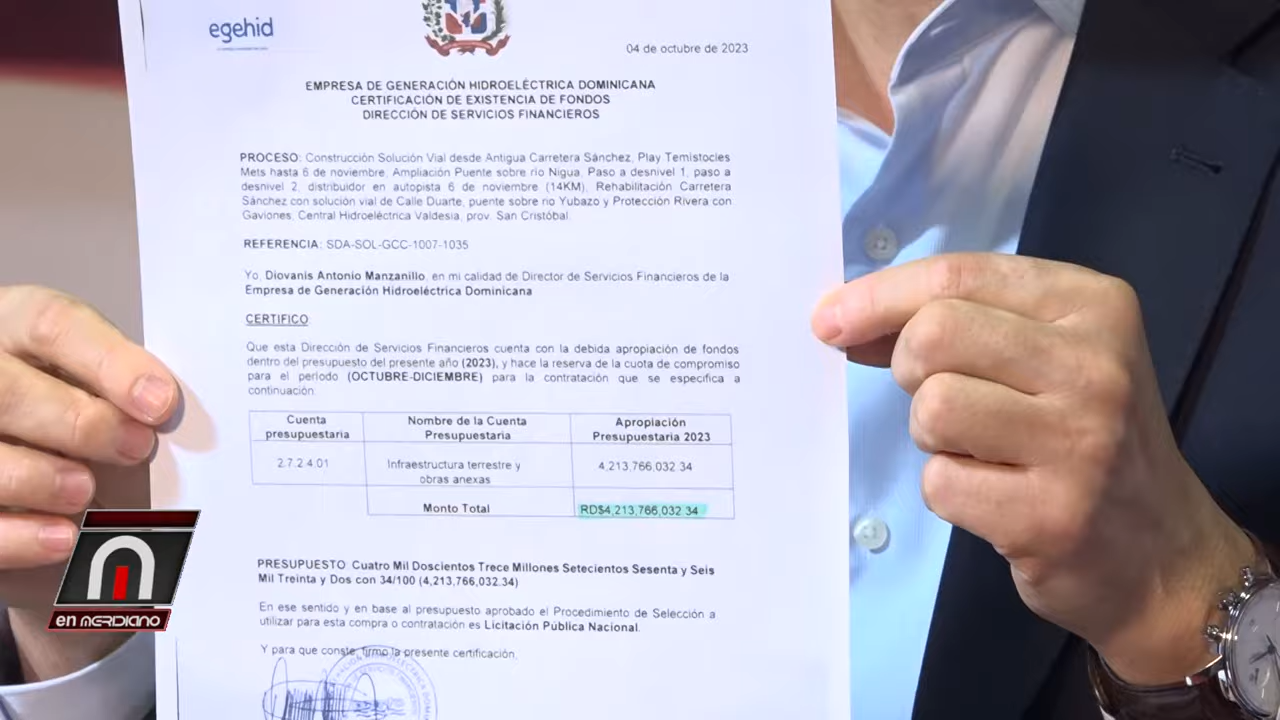 egehid
04 de octubre de 2023
EMPRESA DE GENERACIÓN HIDROELÉCTRICA DOMINICANA
CERTIFICACIÓN DE EXISTENCIA DE FONDOS
DIRECCIÓN DE SERVICIOS FINANCIEROS
PROCESO: Construcción Solución Vial desde Antigua Carretera Sánchez, Play Temistocles
Mets hasta 6 de noviembre, Ampliación Puente sobre rio Nigua, Paso a desnivel 1, paso a
desnivel 2, distribuidor en autopista 6 de noviembre (14KM), Rehabilitación Carretera
Sánchez con solución vial de Calle Duarte, puente sobre rio Yubazo y Protección Rivera con
Gaviones, Central Hidroeléctrica Valdesia, prov. San Cristóbal.
REFERENCIA: SDA-SOL-GCC-1007-1035
Yo, Diovanis Antonio Manzanillo, en mi calidad de Director de Servicios Financieros de la
Empresa de Generación Hidroeléctrica Dominicana
CERTIFICO
Que esta Dirección de Servicios Financieros cuenta con la debida apropiación de fondos
dentro del presupuesto del presente año (2023), y hace la reserva de la cuota de compromiso
para el período (OCTUBRE-DICIEMBRE) para la contratación que se especifica a
continuación:
Cuenta presupuestaria Nombre de la Cuenta Presupuestaria Apropiación Presupuestaria 2023
2.7.2.4.01 Infraestructura terrestre y obras anexas 4,213,766,032.34
Monto Total RD$4,213,766,032.34
PRESUPUESTO Cuatro Mil Doscientos Trece Millones Setecientos Sesenta y Seis
Mil Treinta y Dos con 34/100 (4,213,766,032.34)
En ese sentido y en base al presupuesto aprobado el Procedimiento de Selección a
utilizar para esta compra o contratación es Licitación Pública Nacional.
Y para que conste, firmo la presente certificación,
en MERDIANO